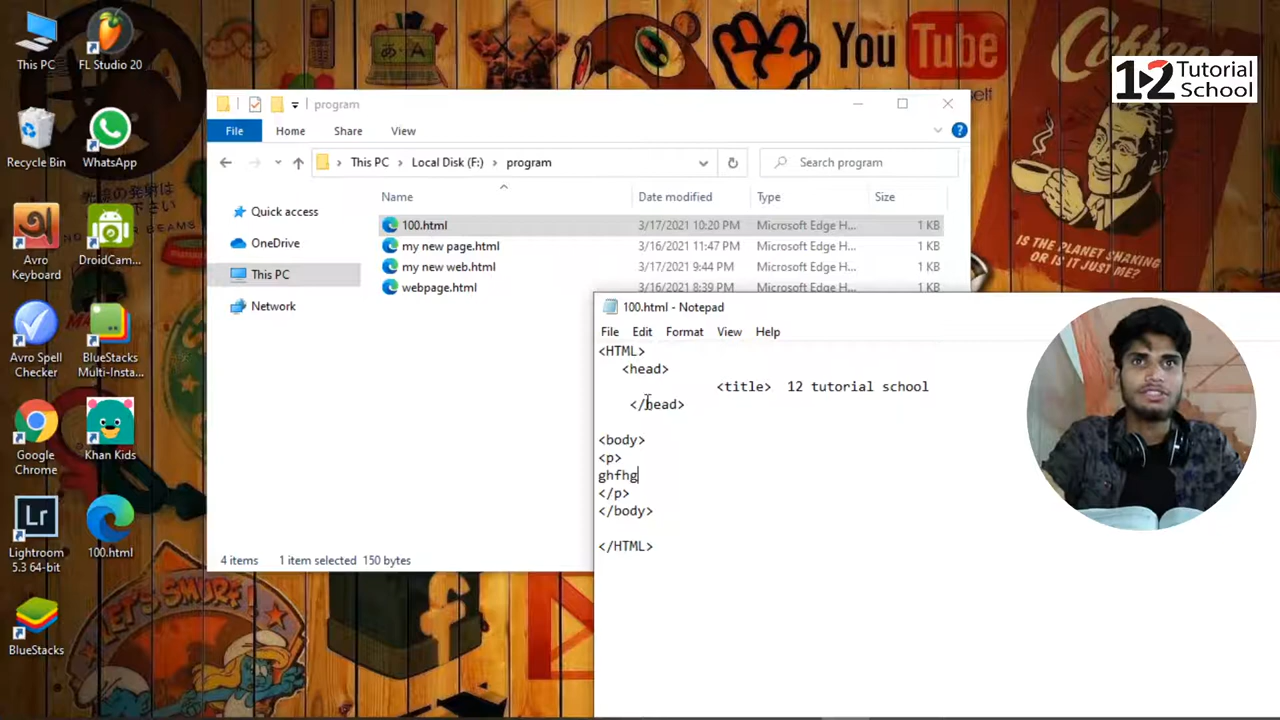 This PC
FL Studio 20
Recycle Bin
WhatsApp
Avro
Keyboard
DroidCam...
Avro Spell
Checker
BlueStacks
Multi-Insta...
Google
Chrome
Khan Kids
Lr
Lightroom
5.3 64-bit
100.html
BlueStacks
You Tube
self
12 Tutorial
School
Coffee
IS THE PLANET SHAKING
OR IS IT JUST ME?
LET'S SMURF!
program
File
Home
Share
View
This PC > Local Disk (F:) > program
Search program
Name
Date modified
Type
Size
Quick access
OneDrive
This PC
Network
100.html 3/17/2021 10:20 PM Microsoft Edge H... 1 KB
my new page.html 3/16/2021 11:47 PM Microsoft Edge H... 1 KB
my new web.html 3/17/2021 9:44 PM Microsoft Edge H... 1 KB
webpage.html 3/16/2021 8:39 PM Microsoft Edge H... 1 KB
4 items 1 item selected 150 bytes
100.html - Notepad
File Edit Format View Help
<HTML>
<head>
<title> 12 tutorial school
</head>
<body>
<p>
ghfhg
</p>
</body>
</HTML>